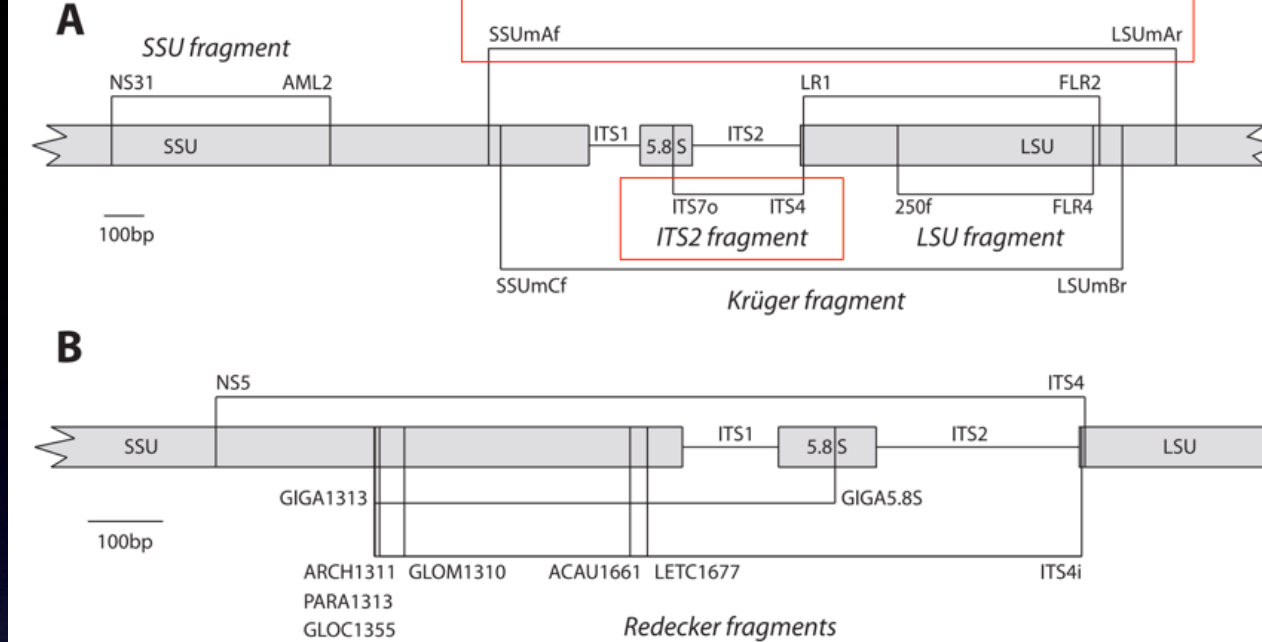 A
SSU fragment
SSUmAf LSUmAr
NS31 AML2 LR1 FLR2
SSU ITS1 5.8 S ITS2 LSU
100bp
ITS7o ITS4 250f FLR4
ITS2 fragment LSU fragment
SSUmCf LSUmBr
Krüger fragment
B
NS5 ITS4
SSU ITS1 5.8 S ITS2 LSU
GIGA1313 GIGA5.8S
100bp
ARCH1311 GLOM1310 ACAU1661 LETC1677 ITS4i
PARA1313
GLOC1355
Redecker fragments